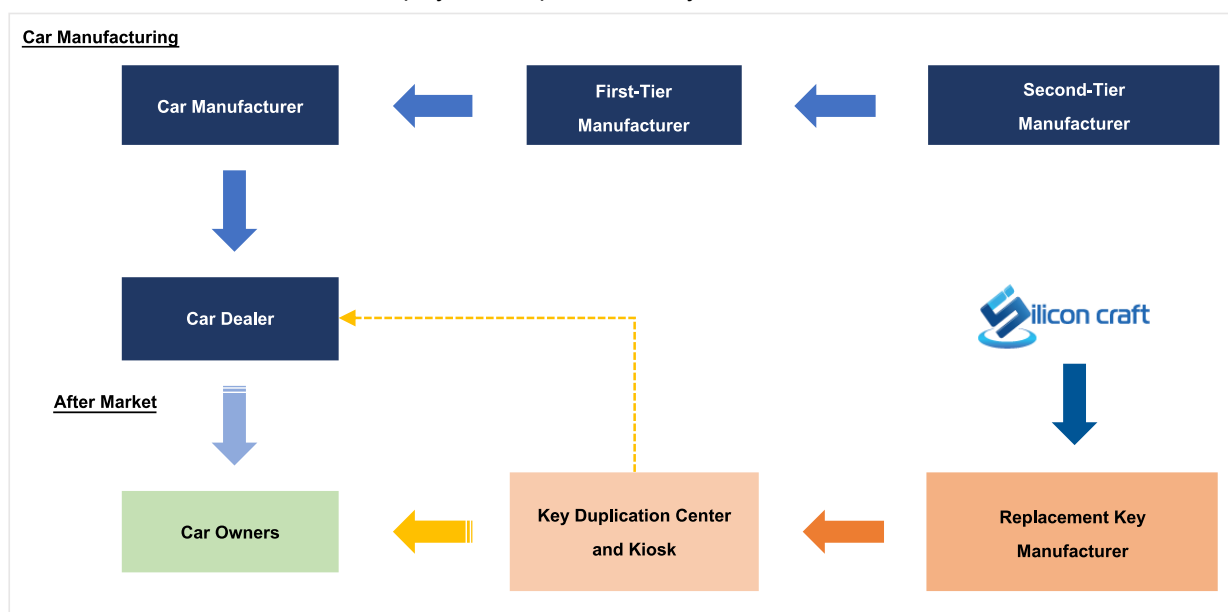 Car Manufacturing
Car Manufacturer
First-Tier
Manufacturer
Second-Tier
Manufacturer
Car Dealer
ilicon craft
After Market
Car Owners
Key Duplication Center
and Kiosk
Replacement Key
Manufacturer